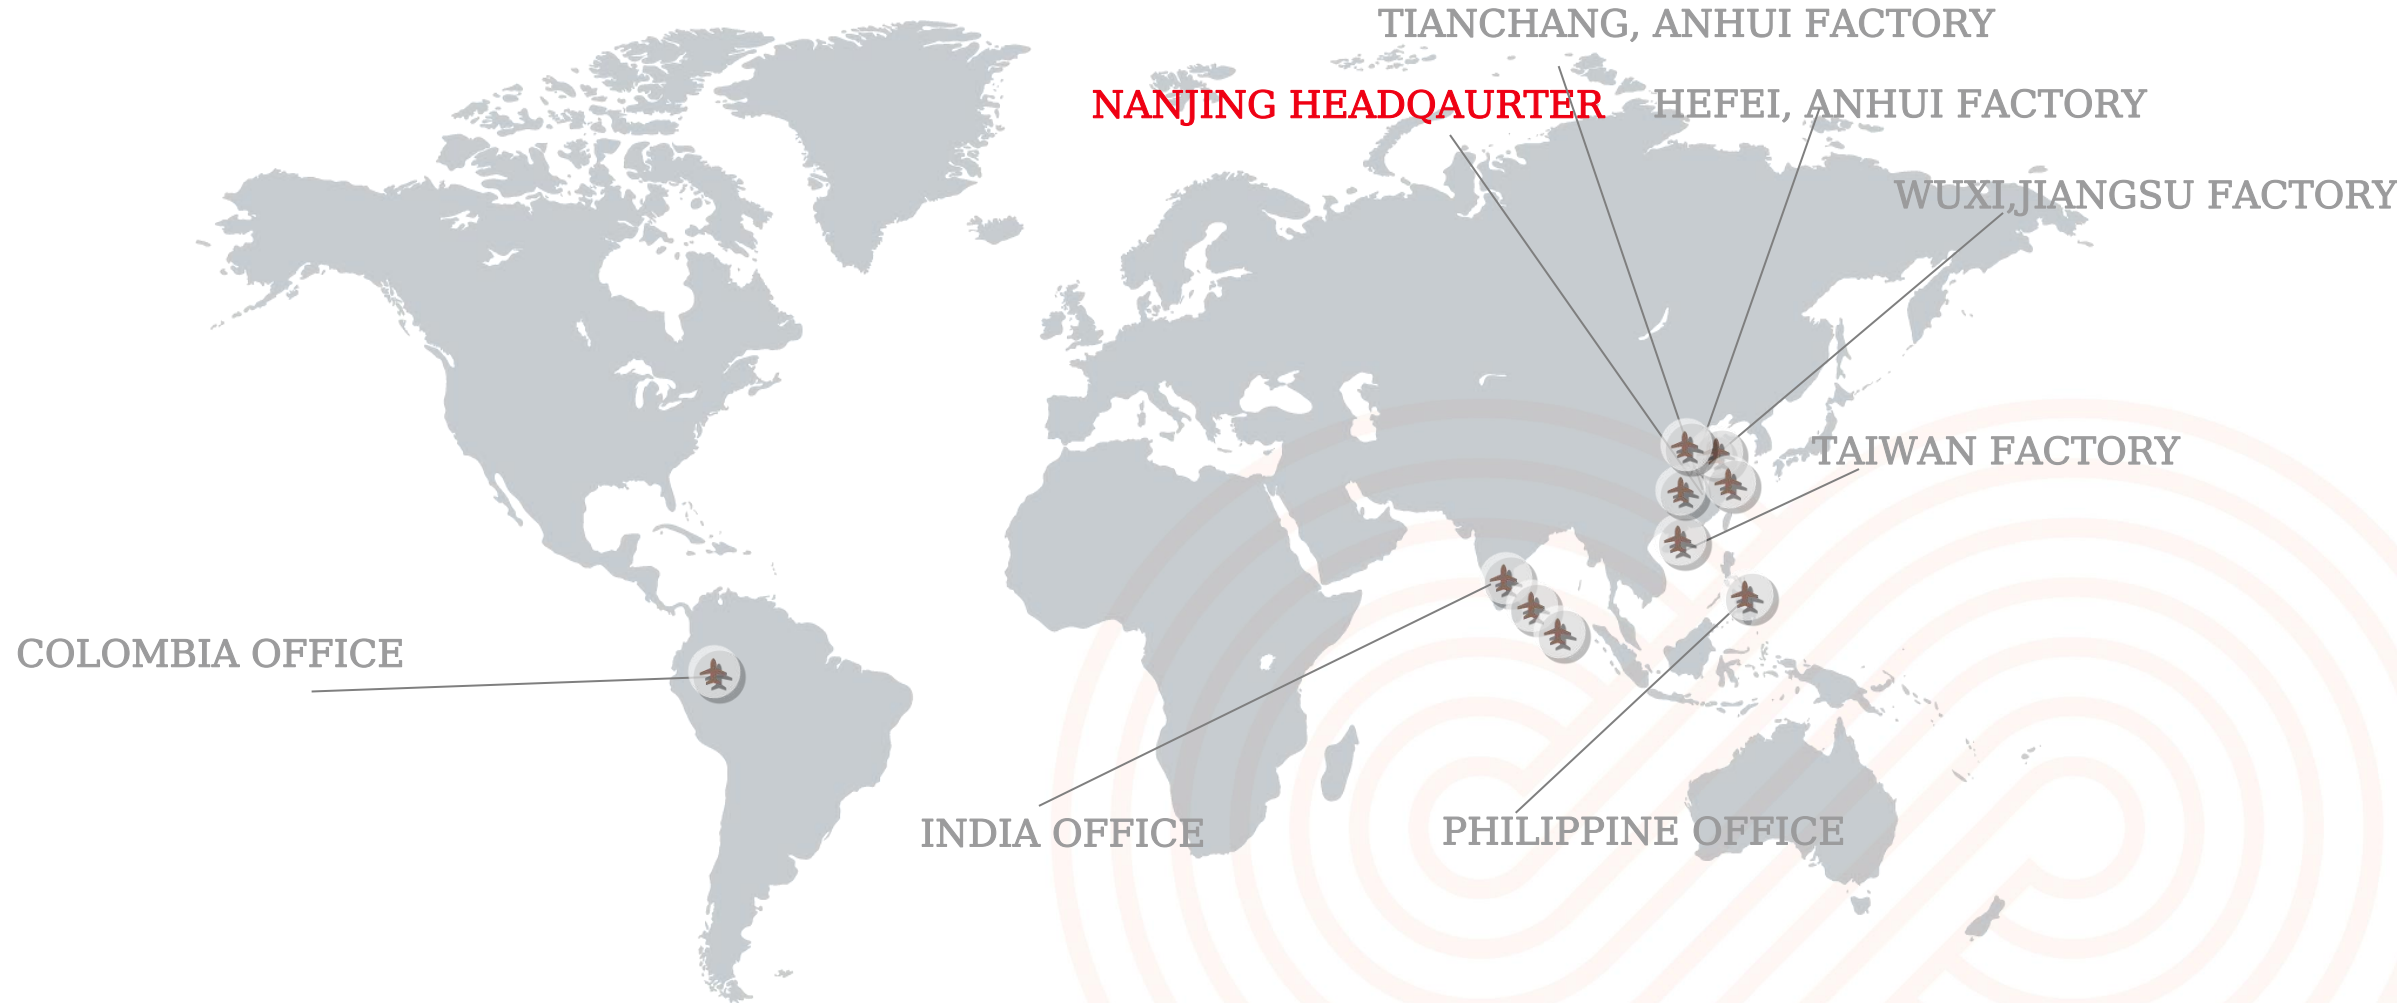 TIANCHANG, ANHUI FACTORY
NANJING HEADQAURTER
HEFEI, ANHUI FACTORY
WUXI,JIANGSU FACTORY
TAIWAN FACTORY
COLOMBIA OFFICE
INDIA OFFICE
PHILIPPINE OFFICE